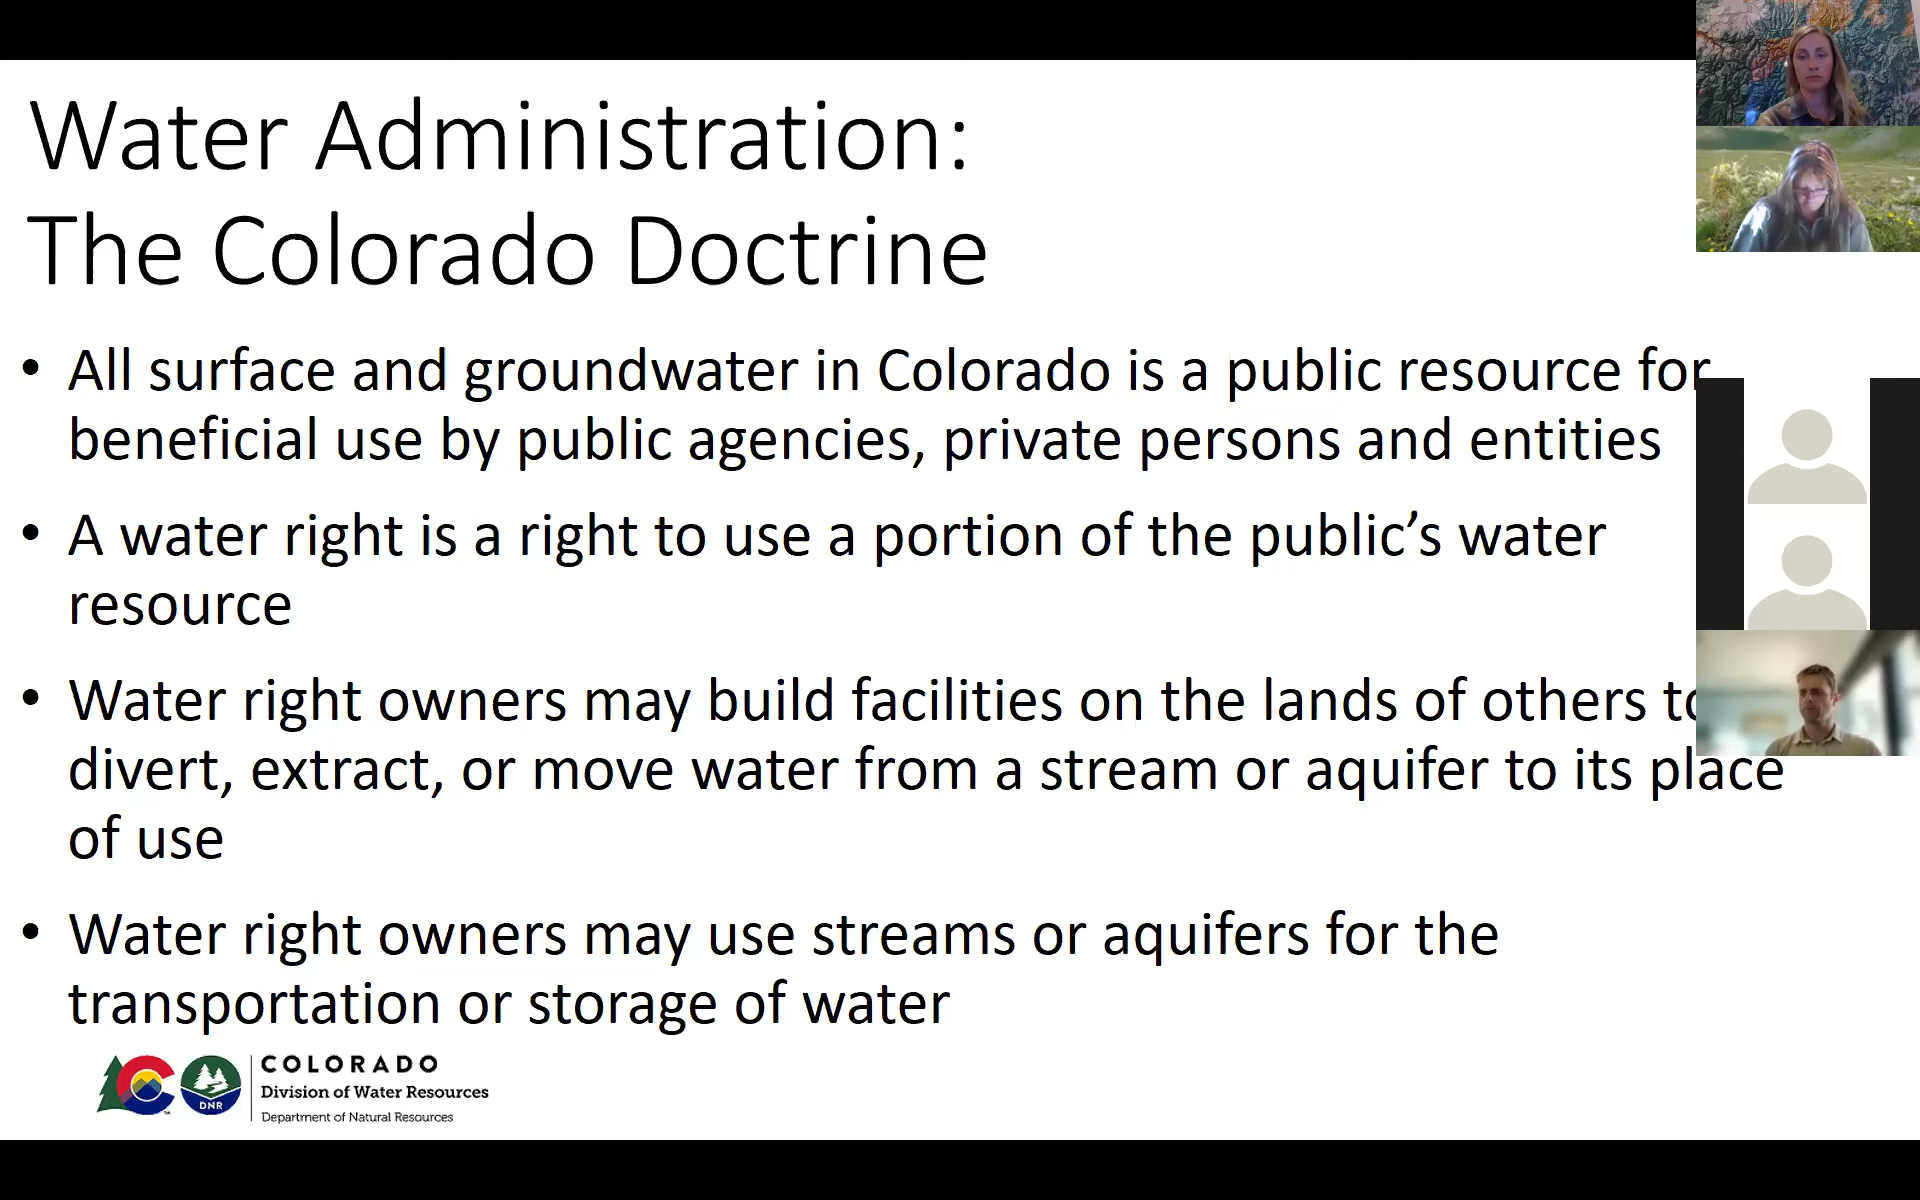 Water Administration:
The Colorado Doctrine
• All surface and groundwater in Colorado is a public resource for
beneficial use by public agencies, private persons and entities
• A water right is a right to use a portion of the public’s water
resource
• Water right owners may build facilities on the lands of others to
divert, extract, or move water from a stream or aquifer to its place
of use
• Water right owners may use streams or aquifers for the
transportation or storage of water
COLORADO
Division of Water Resources
Department of Natural Resources
DNR